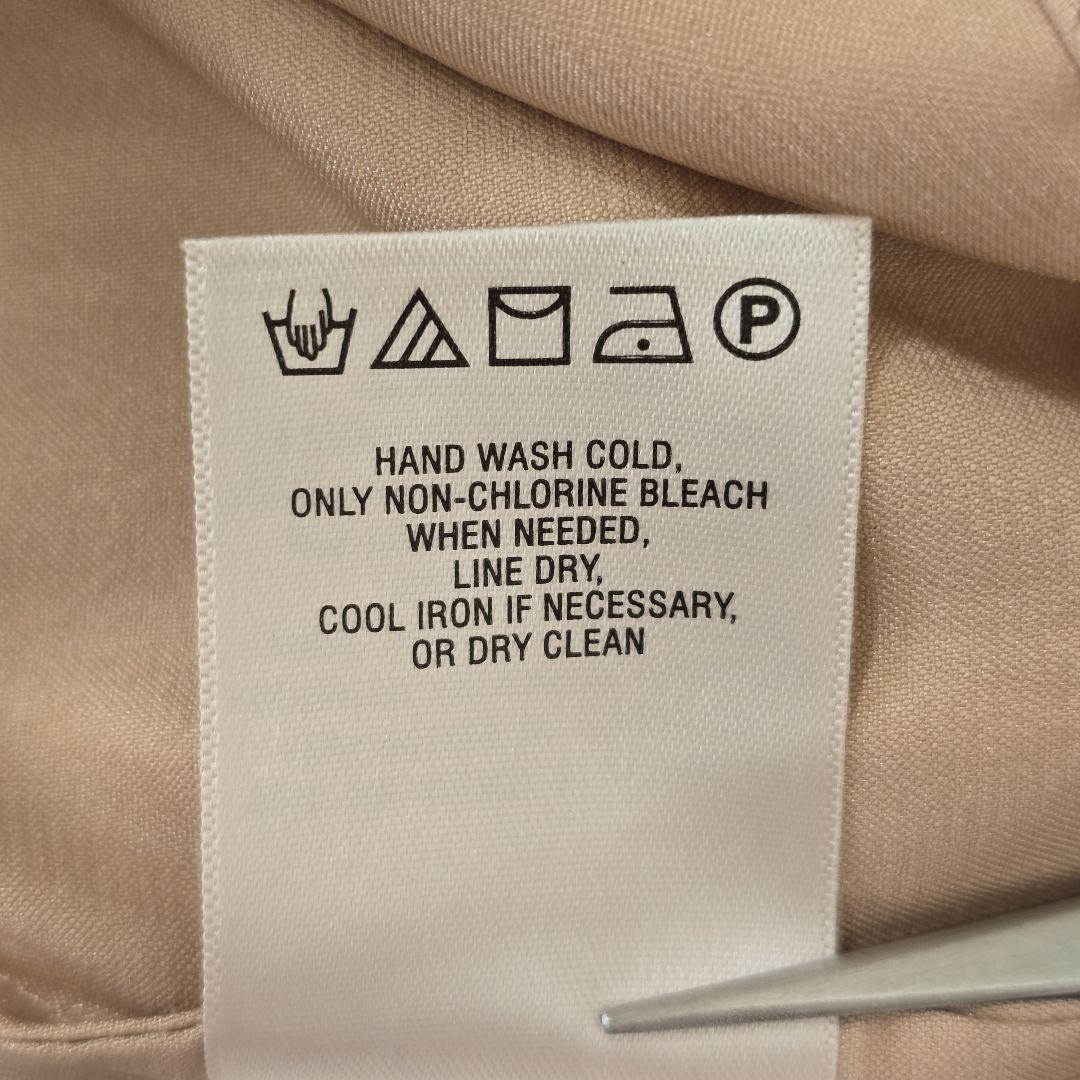 P
HAND WASH COLD,
ONLY NON-CHLORINE BLEACH
WHEN NEEDED,
LINE DRY,
COOL IRON IF NECESSARY,
OR DRY CLEAN